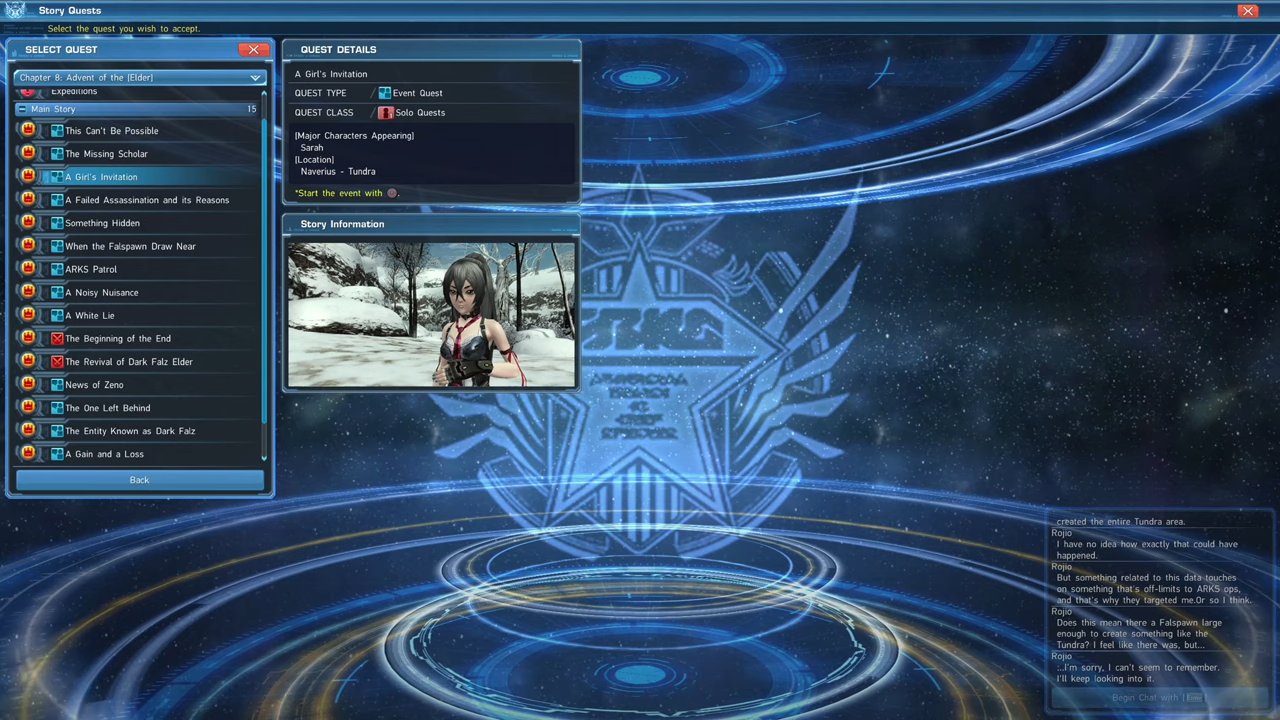 Story Quests
Select the quest you wish to accept.
SELECT QUEST
Chapter 8: Advent of the [Elder]
Expeditions
Main Story 15
This Can't Be Possible
The Missing Scholar
A Girl's Invitation
A Failed Assassination and its Reasons
Something Hidden
When the Falspawn Draw Near
ARKS Patrol
A Noisy Nuisance
A White Lie
The Beginning of the End
The Revival of Dark Falz Elder
News of Zeno
The One Left Behind
The Entity Known as Dark Falz
A Gain and a Loss
Back
QUEST DETAILS
A Girl's Invitation
QUEST TYPE / Event Quest
QUEST CLASS / Solo Quests
[Major Characters Appearing]
Sarah
[Location]
Naverius - Tundra
*Start the event with .
Story Information
ARKS
created the entire Tundra area.
Rojio
I have no idea how exactly that could have
happened.
Rojio
But something related to this data touches
on something that's off-limits to ARKS ops,
and that's why they targeted me.Or so I think.
Rojio
Does this mean there a Falspawn large
enough to create something like the
Tundra? I feel like there was, but...
Rojio
...I'm sorry, I can't seem to remember.
I'll keep looking into it.
Begin Chat with [Enter]